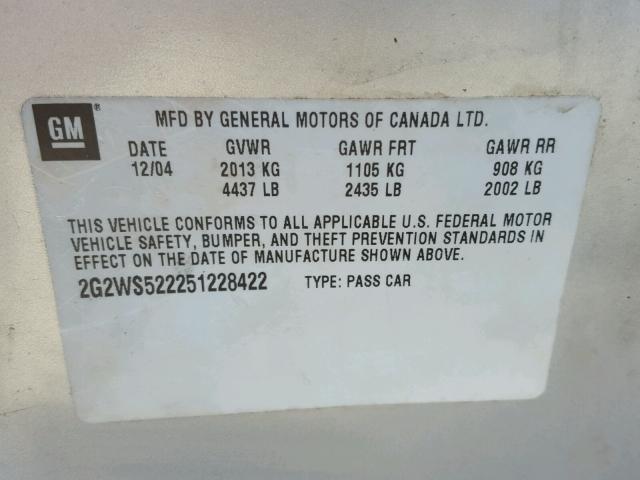 GM ®
MFD BY GENERAL MOTORS OF CANADA LTD.
DATE GVWR GAWR FRT GAWR RR
12/04 2013 KG 1105 KG 908 KG
4437 LB 2435 LB 2002 LB
THIS VEHICLE CONFORMS TO ALL APPLICABLE U.S. FEDERAL MOTOR
VEHICLE SAFETY, BUMPER, AND THEFT PREVENTION STANDARDS IN
EFFECT ON THE DATE OF MANUFACTURE SHOWN ABOVE.
2G2WS522251228422 TYPE: PASS CAR